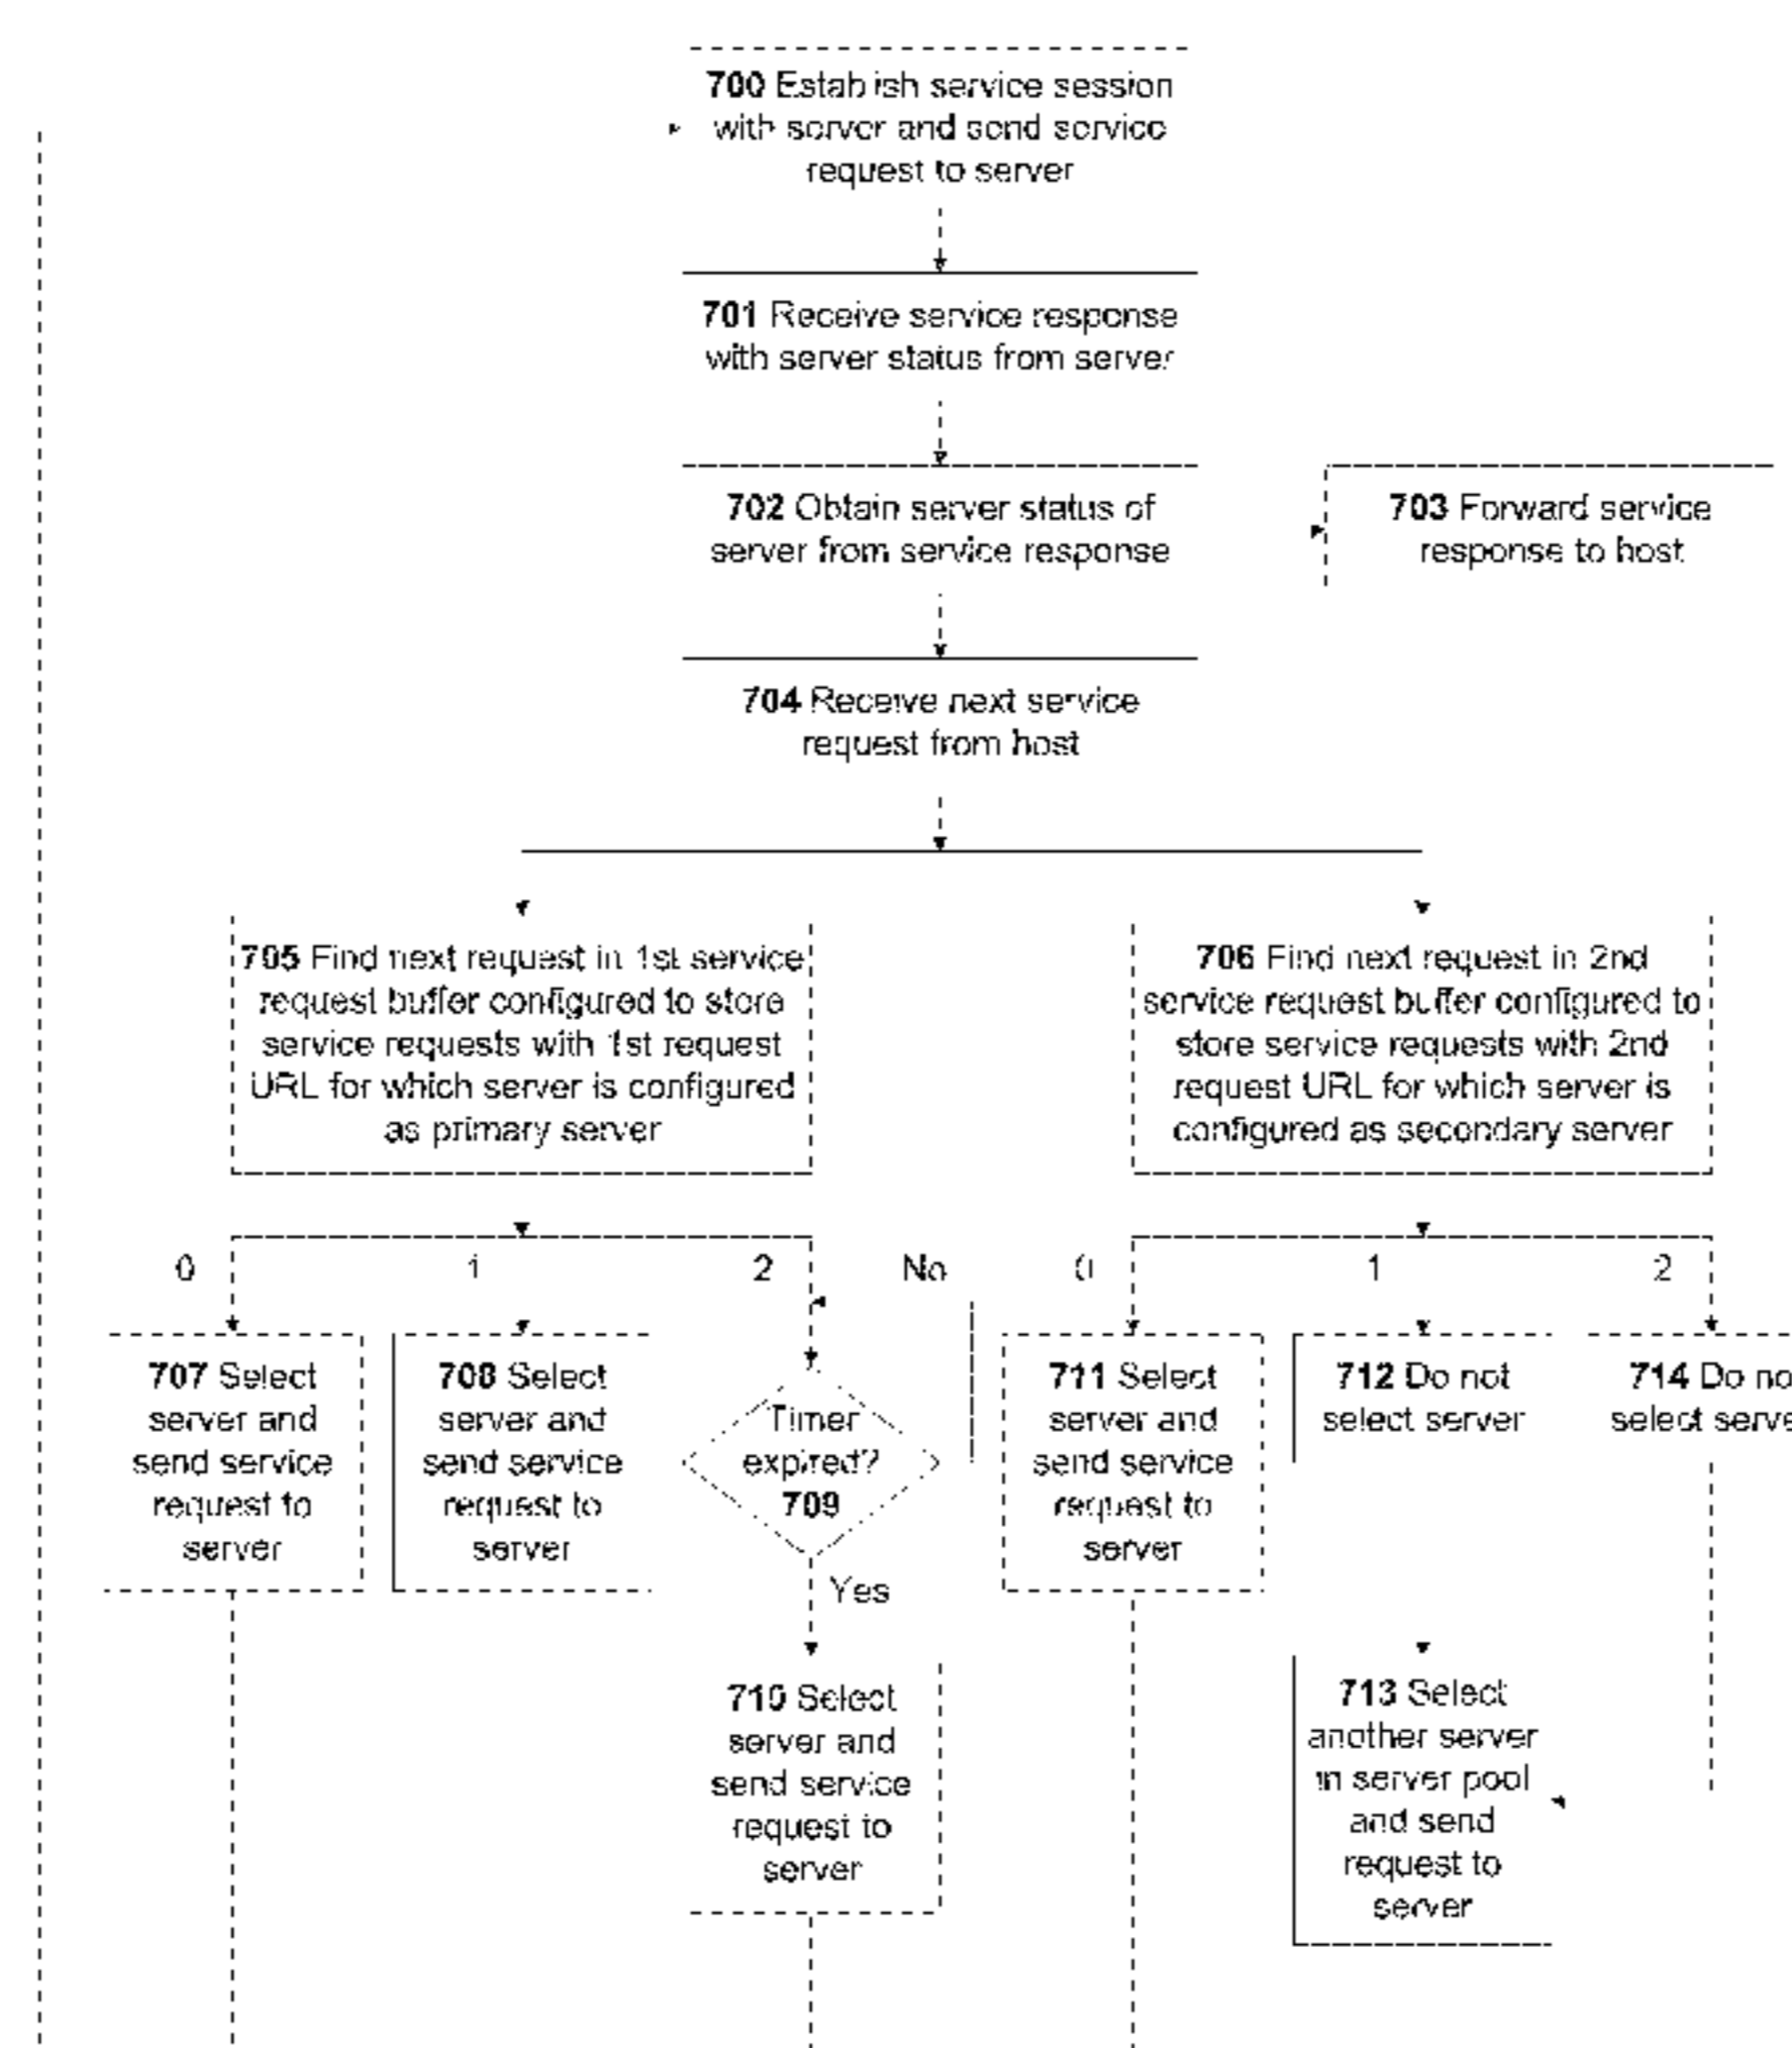 700 Establish service session
with server and send service
request to server
701 Receive service response
with server status from server
702 Obtain server status of
server from service response
703 Forward service
response to host
704 Receive next service
request from host
705 Find next request in 1st service
request buffer configured to store
service requests with 1st request
URL for which server is configured
as primary server
706 Find next request in 2nd
service request buffer configured to
store service requests with 2nd
request URL for which server is
configured as secondary server
0
1
2
No
0
1
2
707 Select
server and
send service
request to
server
708 Select
server and
send service
request to
server
Timer
expired?
709
Yes
710 Select
server and
send service
request to
server
711 Select
server and
send service
request to
server
712 Do not
select server
713 Select
another server
in server pool
and send
request to
server
714 Do no
select serve